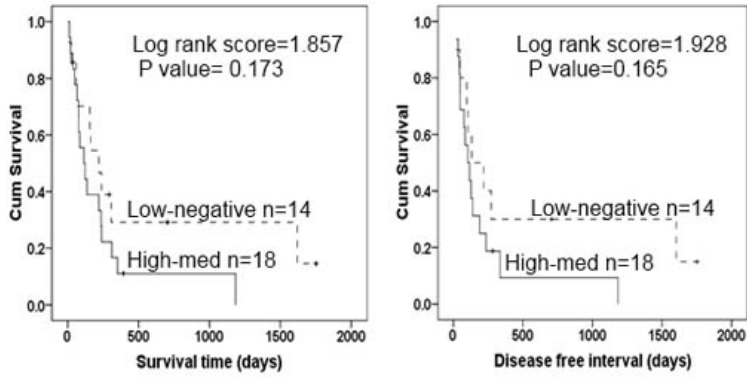 Log rank score=1.857
P value= 0.173
Low-negative n=14
High-med n=18
Cum Survival
1.0
0.8
0.6
0.4
0.2
0.0
0
500
1000
1500
2000
Survival time (days)
Log rank score=1.928
P value=0.165
Low-negative n=14
High-med n=18
Cum Survival
1.0
0.8
0.6
0.4
0.2
0.0
0
500
1000
1500
2000
Disease free interval (days)